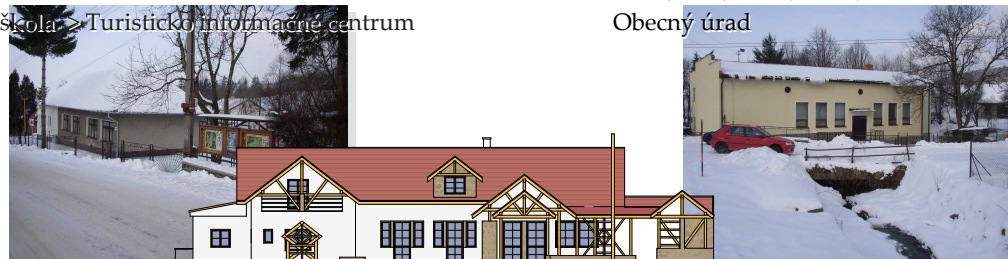 škola > Turisticko informačné centrum
Obecný úrad